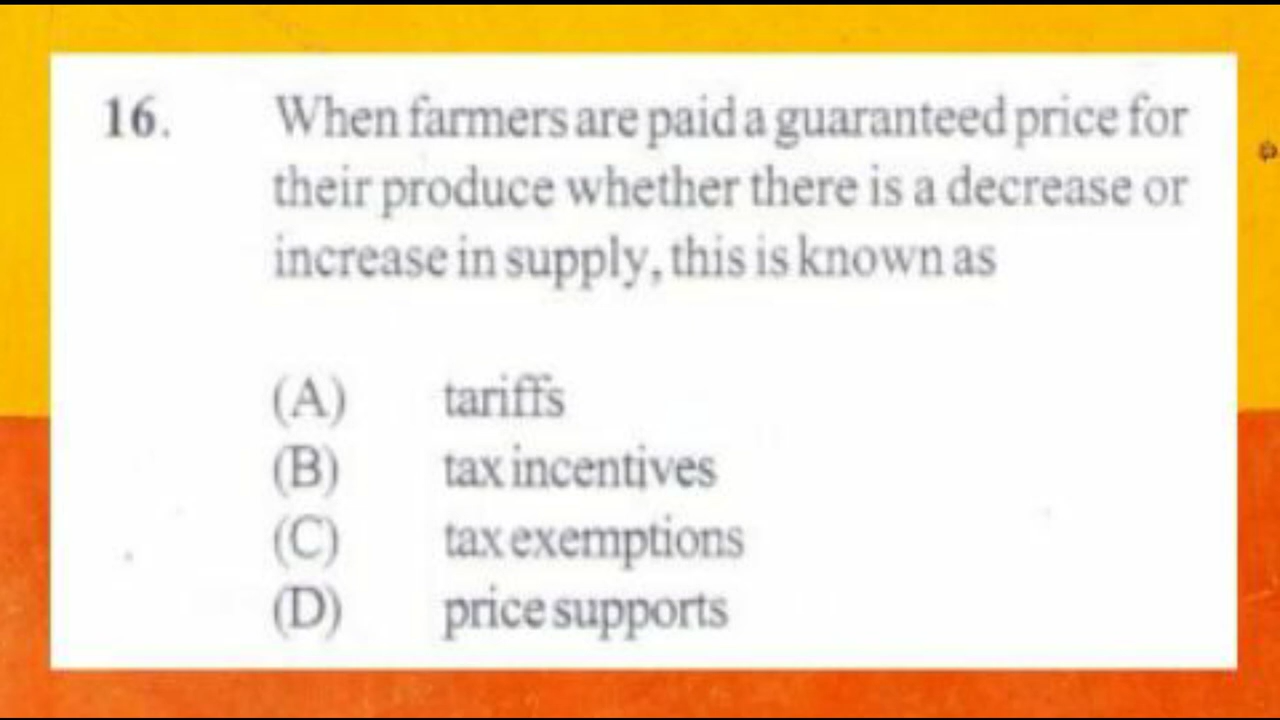 16. When farmers are paid a guaranteed price for
their produce whether there is a decrease or
increase in supply, this is known as
(A) tariffs
(B) tax incentives
(C) tax exemptions
(D) price supports